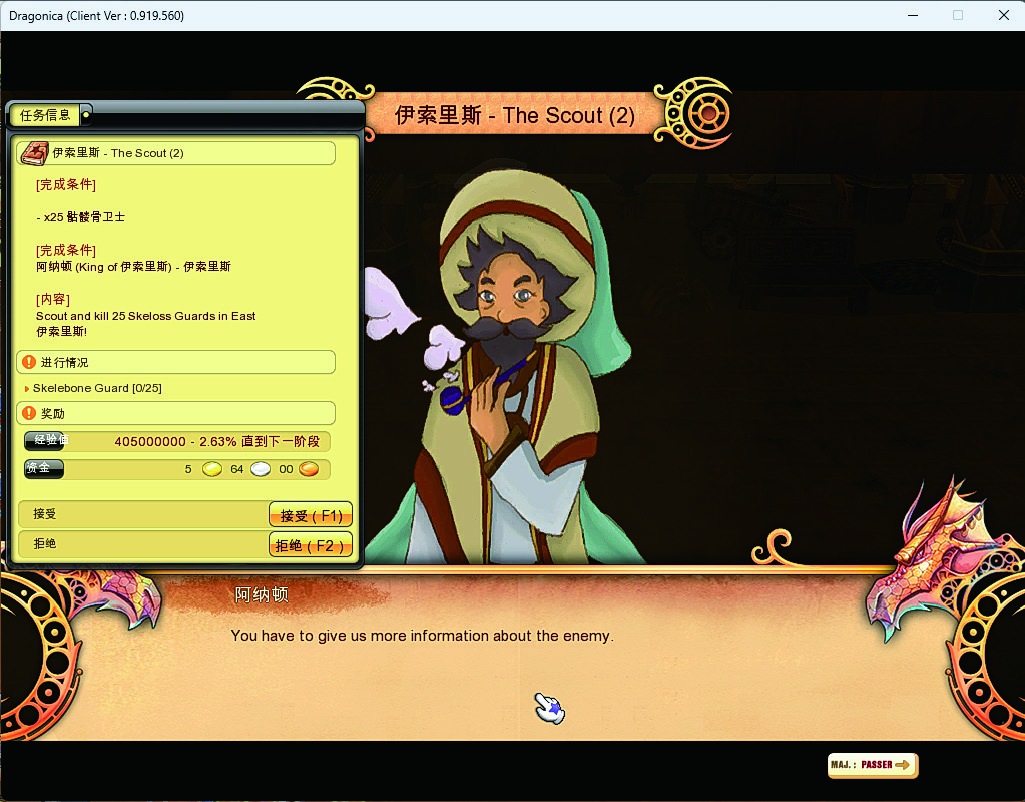 Dragonica (Client Ver : 0.919.560)
伊索里斯 - The Scout (2)
任务信息
伊索里斯 - The Scout (2)
[完成条件]
- x25 骷髅骨卫士
[完成条件]
阿纳顿 (King of 伊索里斯) - 伊索里斯
[内容]
Scout and kill 25 Skeloss Guards in East
伊索里斯!
进行情况
Skelebone Guard [0/25]
奖励
经验值 405000000 - 2.63% 直到下一阶段
资金 5 64 00
接受 接受 ( F1)
拒绝 拒绝 ( F2 )
阿纳顿
You have to give us more information about the enemy.
MAJ. : PASSER